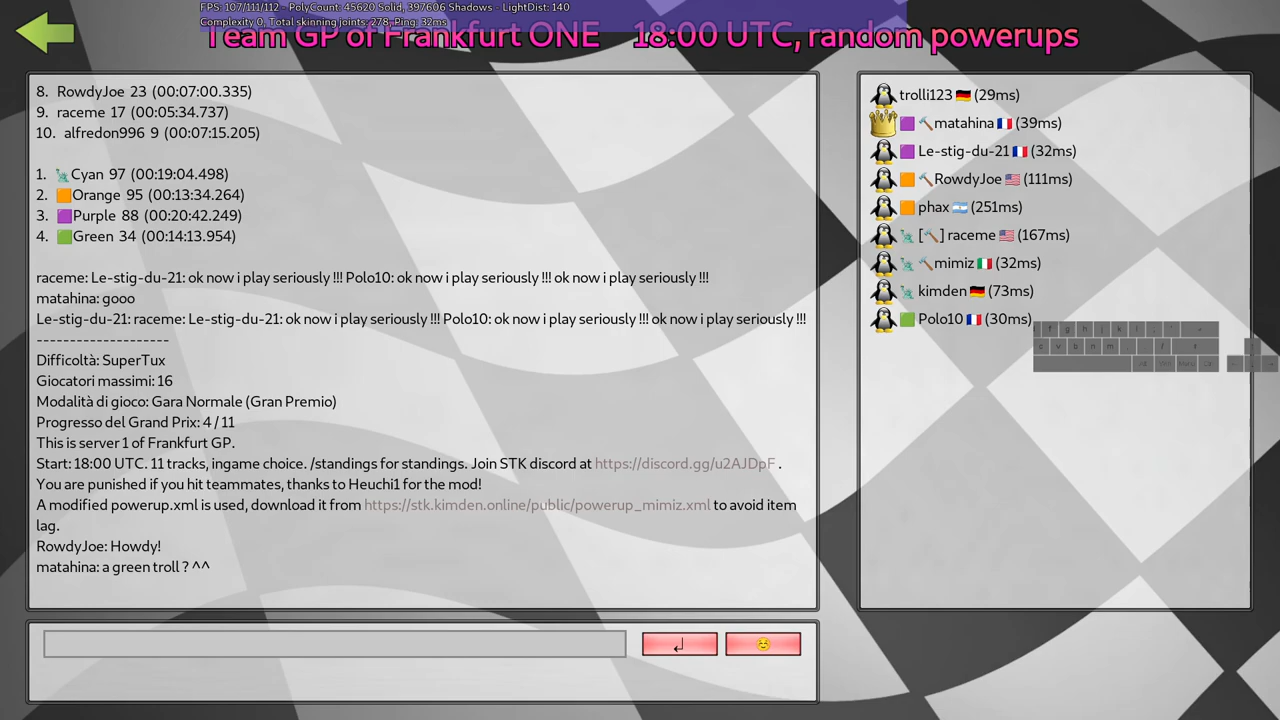 FPS: 107/111/112 - PolyCount: 45620 Solid, 397606 Shadows - LightDist: 140
Complexity 0, Total skinning joints: 278, Ping: 32ms
Team GP of Frankfurt ONE 18:00 UTC, random powerups
8. RowdyJoe 23 (00:07:00.335)
9. raceme 17 (00:05:34.737)
10. alfredon996 9 (00:07:15.205)
1. 🗽Cyan 97 (00:19:04.498)
2. 🟧Orange 95 (00:13:34.264)
3. 🟪Purple 88 (00:20:42.249)
4. 🟩Green 34 (00:14:13.954)
raceme: Le-stig-du-21: ok now i play seriously !!! Polo10: ok now i play seriously !!! ok now i play seriously !!!
matahina: gooo
Le-stig-du-21: raceme: Le-stig-du-21: ok now i play seriously !!! Polo10: ok now i play seriously !!! ok now i play seriously !!!
--------------------
Difficoltà: SuperTux
Giocatori massimi: 16
Modalità di gioco: Gara Normale (Gran Premio)
Progresso del Grand Prix: 4 / 11
This is server 1 of Frankfurt GP.
Start: 18:00 UTC. 11 tracks, ingame choice. /standings for standings. Join STK discord at https://discord.gg/u2AJDpF .
You are punished if you hit teammates, thanks to Heuchi1 for the mod!
A modified powerup.xml is used, download it from https://stk.kimden.online/public/powerup_mimiz.xml to avoid item
lag.
RowdyJoe: Howdy!
matahina: a green troll ? ^^
trolli123 🇩🇪 (29ms)
🟪 🔨matahina 🇫🇷 (39ms)
🟪 Le-stig-du-21 🇫🇷 (32ms)
🟧 🔨RowdyJoe 🇺🇸 (111ms)
🟧 phax 🇦🇷 (251ms)
🗽 [🔨] raceme 🇺🇸 (167ms)
🗽 🔨mimiz 🇮🇹 (32ms)
🗽 kimden 🇩🇪 (73ms)
🟩 Polo10 🇫🇷 (30ms)
f g h j k l ; '
c v b n m .